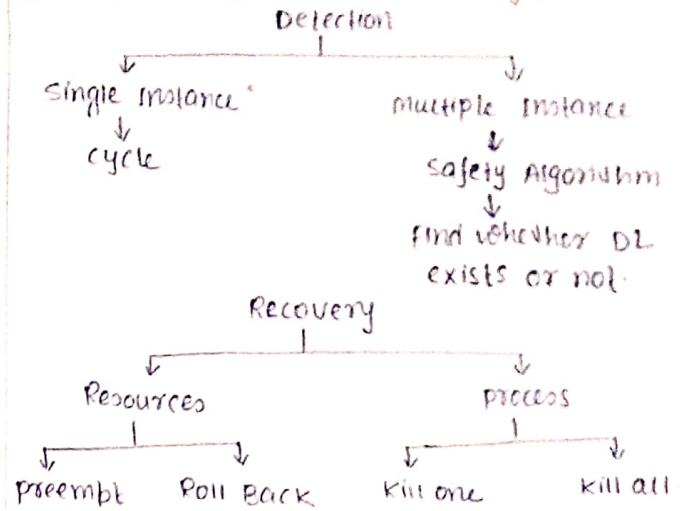 Detection
Single Instance
Multiple Instance
cycle
Safety Algorithm
Find whether DL
exists or not.
Recovery
Resources
process
preempt
Roll Back
Kill one
Kill all